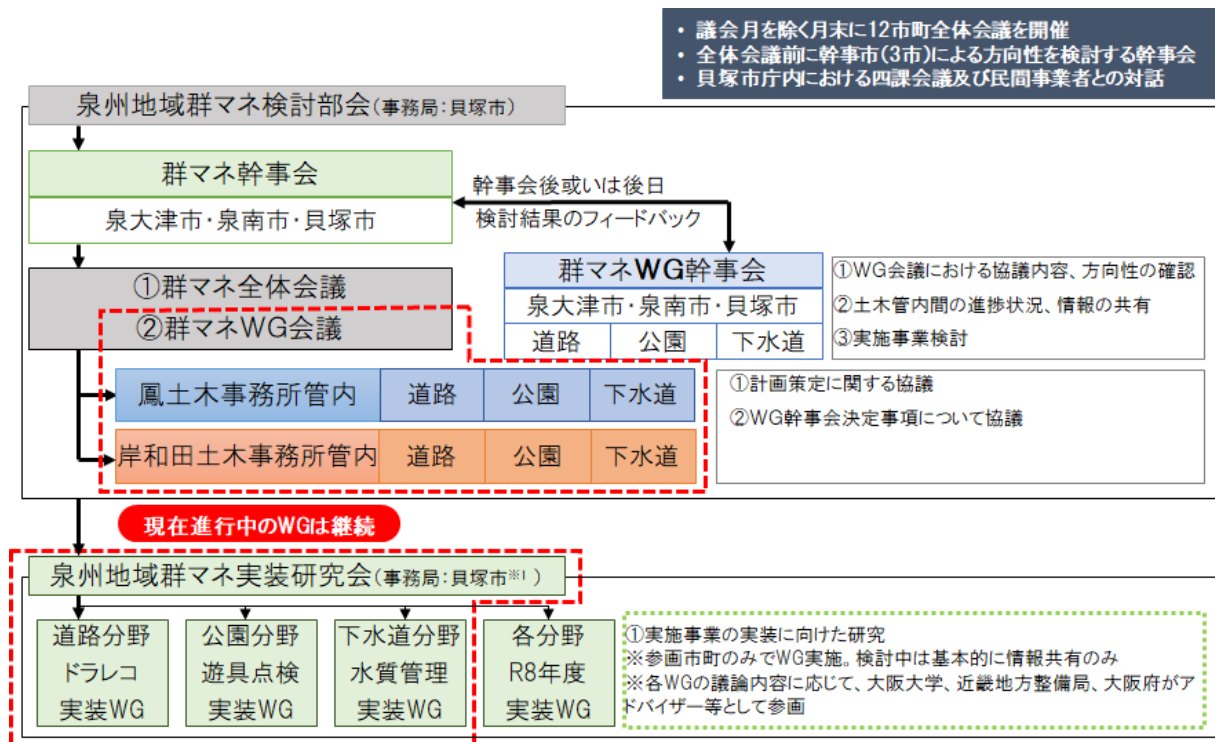 • 議会月を除く月末に12市町全体会議を開催
• 全体会議前に幹事市(3市)による方向性を検討する幹事会
• 貝塚市庁内における四課会議及び民間事業者との対話
泉州地域群マネ検討部会(事務局:貝塚市)
群マネ幹事会
泉大津市・泉南市・貝塚市
幹事会後或いは後日
検討結果のフィードバック
①群マネ全体会議
②群マネWG会議
群マネWG幹事会
泉大津市・泉南市・貝塚市
道路 公園 下水道
①WG会議における協議内容、方向性の確認
②土木管内間の進捗状況、情報の共有
③実施事業検討
鳳土木事務所管内 道路 公園 下水道
岸和田土木事務所管内 道路 公園 下水道
①計画策定に関する協議
②WG幹事会決定事項について協議
現在進行中のWGは継続
泉州地域群マネ実装研究会(事務局:貝塚市※1)
道路分野
ドラレコ
実装WG
公園分野
遊具点検
実装WG
下水道分野
水質管理
実装WG
各分野
R8年度
実装WG
①実施事業の実装に向けた研究
※参画市町のみでWG実施。検討中は基本的に情報共有のみ
※各WGの議論内容に応じて、大阪大学、近畿地方整備局、大阪府がア
ドバイザー等として参画